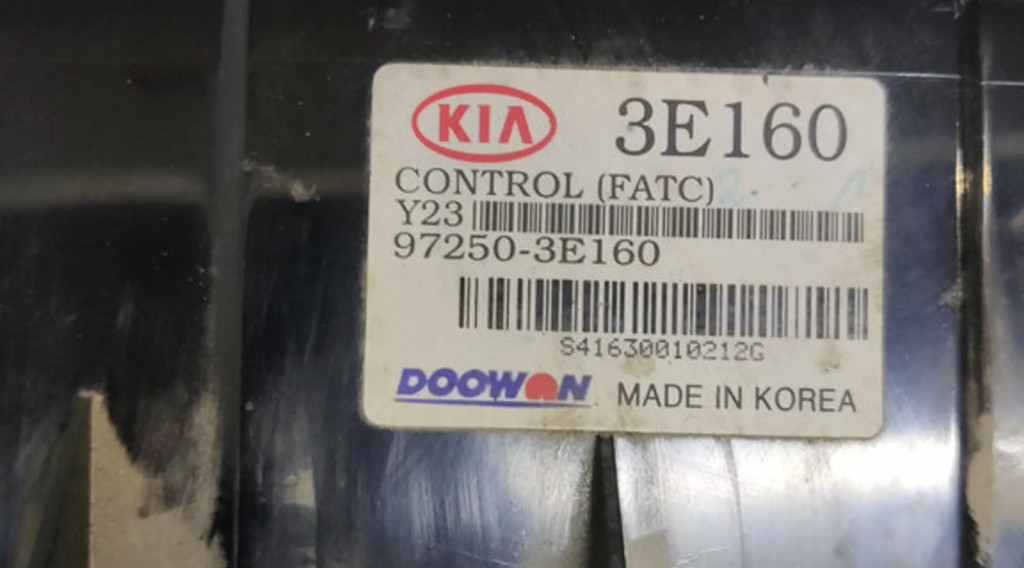 KIA 3E160
CONTROL (FATC)
Y23
97250-3E160
S41630010212G
DOOWON MADE IN KOREA